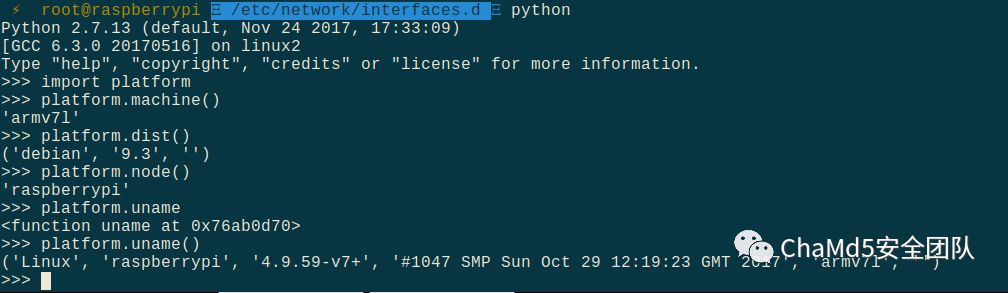 ⚡ root@raspberrypi Ξ /etc/network/interfaces.d Ξ python
Python 2.7.13 (default, Nov 24 2017, 17:33:09)
[GCC 6.3.0 20170516] on linux2
Type "help", "copyright", "credits" or "license" for more information.
>>> import platform
>>> platform.machine()
'armv7l'
>>> platform.dist()
('debian', '9.3', '')
>>> platform.node()
'raspberrypi'
>>> platform.uname
<function uname at 0x76ab0d70>
>>> platform.uname()
('Linux', 'raspberrypi', '4.9.59-v7+', '#1047 SMP Sun Oct 29 12:19:23 GMT 2017', 'armv7l', '')
>>>
ChaMd5安全团队